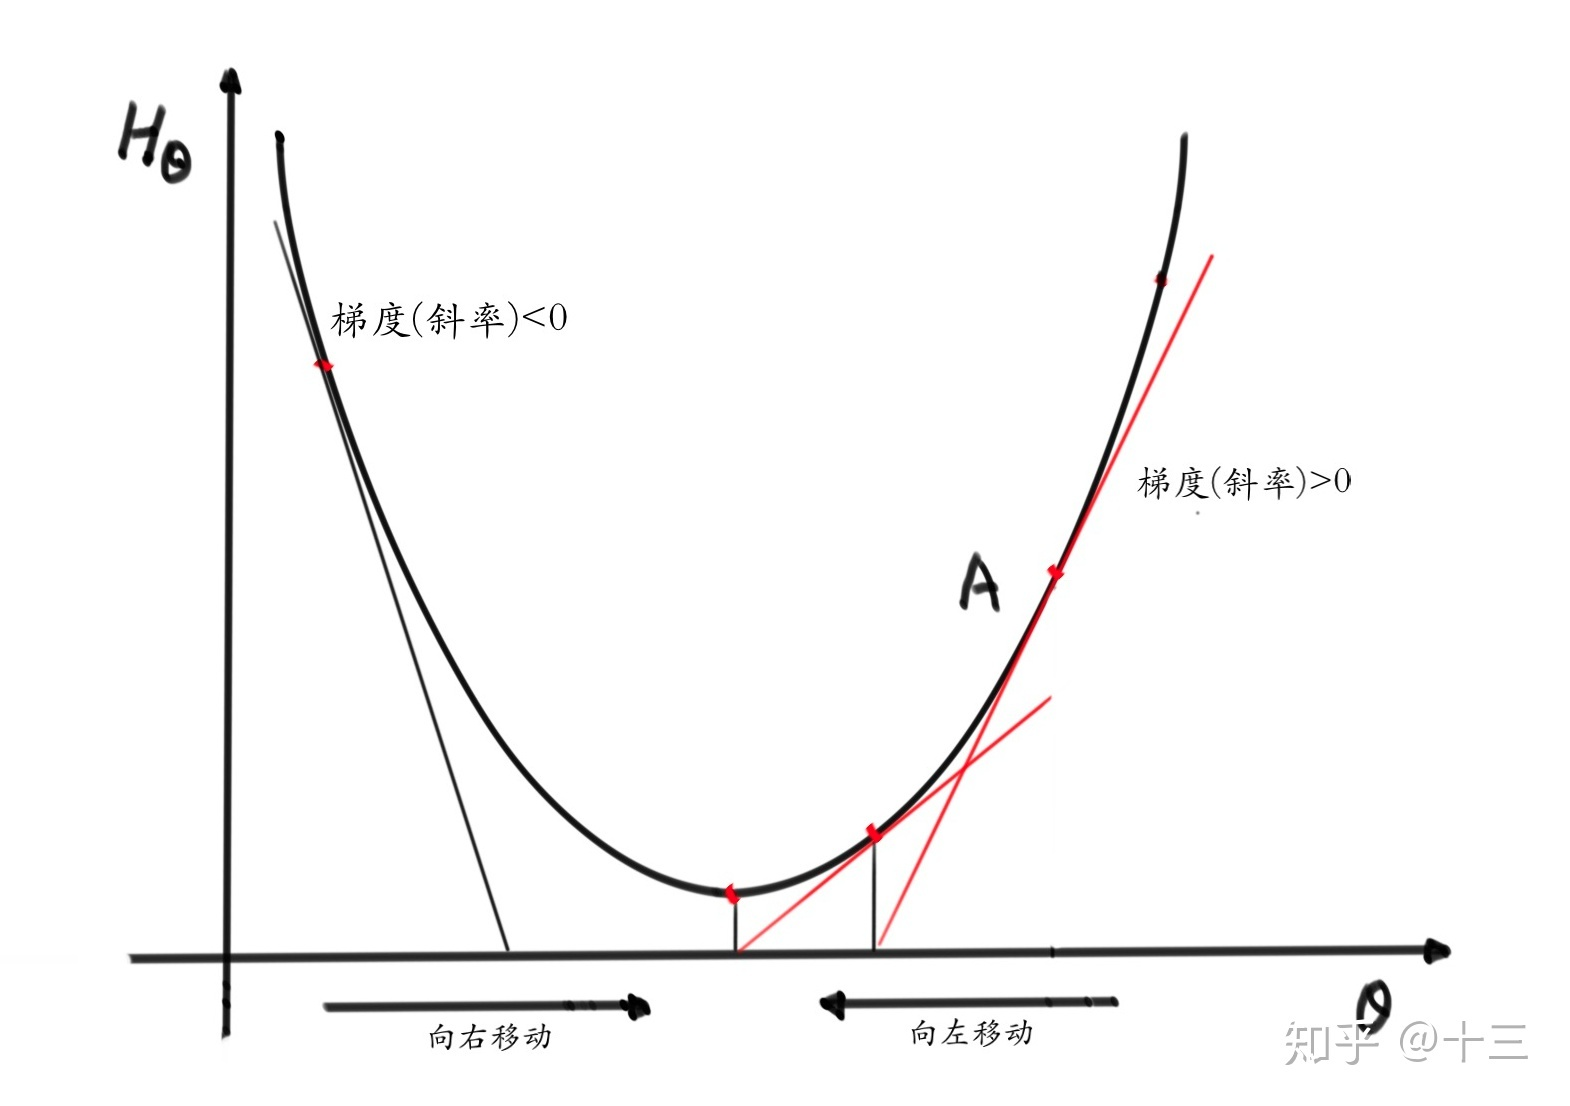 Hθ
梯度(斜率)<0
梯度(斜率)>0
A
θ
向右移动
向左移动
知乎 @十三